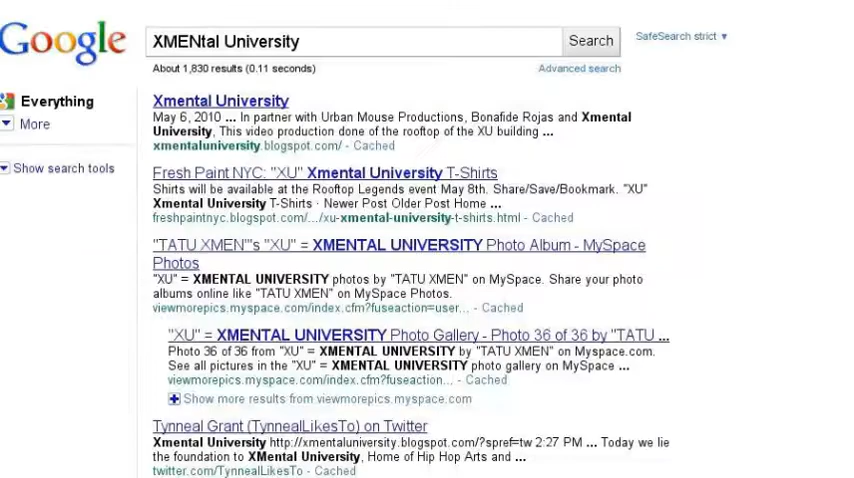 Google
XMENtal University
Search
SafeSearch strict ▼
About 1,830 results (0.11 seconds)
Advanced search
Everything
More
Show search tools
Xmental University
May 6, 2010 ... In partner with Urban Mouse Productions, Bonafide Rojas and Xmental
University, This video production done of the rooftop of the XU building ...
xmentaluniversity.blogspot.com/ - Cached
Fresh Paint NYC: "XU" Xmental University T-Shirts
Shirts will be available at the Rooftop Legends event May 8th. Share/Save/Bookmark. "XU"
Xmental University T-Shirts · Newer Post Older Post Home ...
freshpaintnyc.blogspot.com/.../xu-xmental-university-t-shirts.html - Cached
"TATU XMEN"'s "XU" = XMENTAL UNIVERSITY Photo Album - MySpace
Photos
"XU" = XMENTAL UNIVERSITY photos by "TATU XMEN" on MySpace. Share your photo
albums online like "TATU XMEN" on MySpace Photos.
viewmorepics.myspace.com/index.cfm?fuseaction=user... - Cached
"XU" = XMENTAL UNIVERSITY Photo Gallery - Photo 36 of 36 by "TATU ...
Photo 36 of 36 from "XU" = XMENTAL UNIVERSITY by "TATU XMEN" on Myspace.com.
See all pictures in the "XU" = XMENTAL UNIVERSITY photo gallery on MySpace ...
viewmorepics.myspace.com/index.cfm?fuseaction... - Cached
Show more results from viewmorepics.myspace.com
Tynneal Grant (TynnealLikesTo) on Twitter
Xmental University http://xmentaluniversity.blogspot.com/?spref=tw 2:27 PM ... Today we lie
the foundation to XMental University, Home of Hip Hop Arts and ...
twitter.com/TynnealLikesTo - Cached